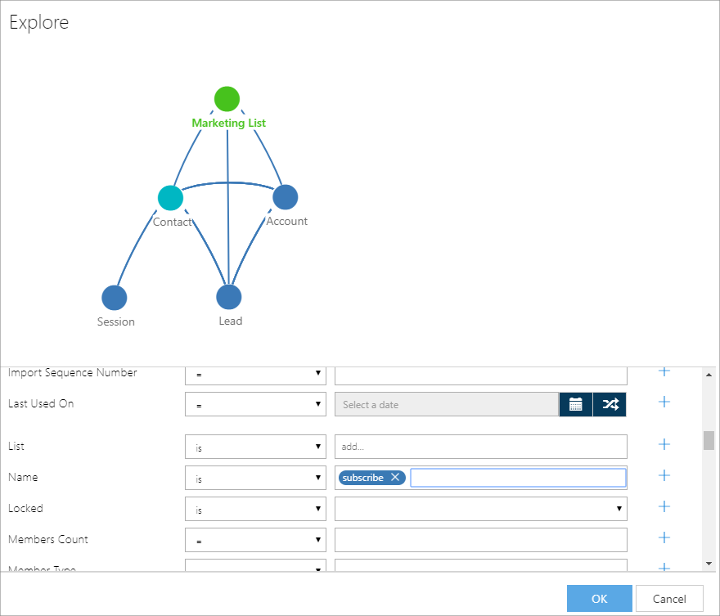 Explore
Marketing List
Contact
Account
Session
Lead
Import Sequence Number =
Last Used On = Select a date
List is add...
Name is subscribe
Locked is
Members Count =
Member Type
OK Cancel